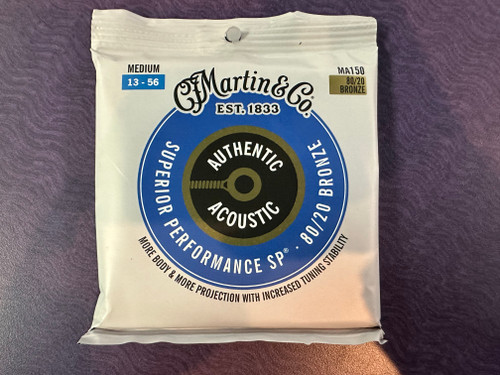 MEDIUM
13 - 56
MA150
80/20
BRONZE
CF Martin & Co.
EST. 1833
AUTHENTIC
ACOUSTIC
SUPERIOR PERFORMANCE SP® · 80/20 BRONZE
MORE BODY & MORE PROJECTION WITH INCREASED TUNING STABILITY